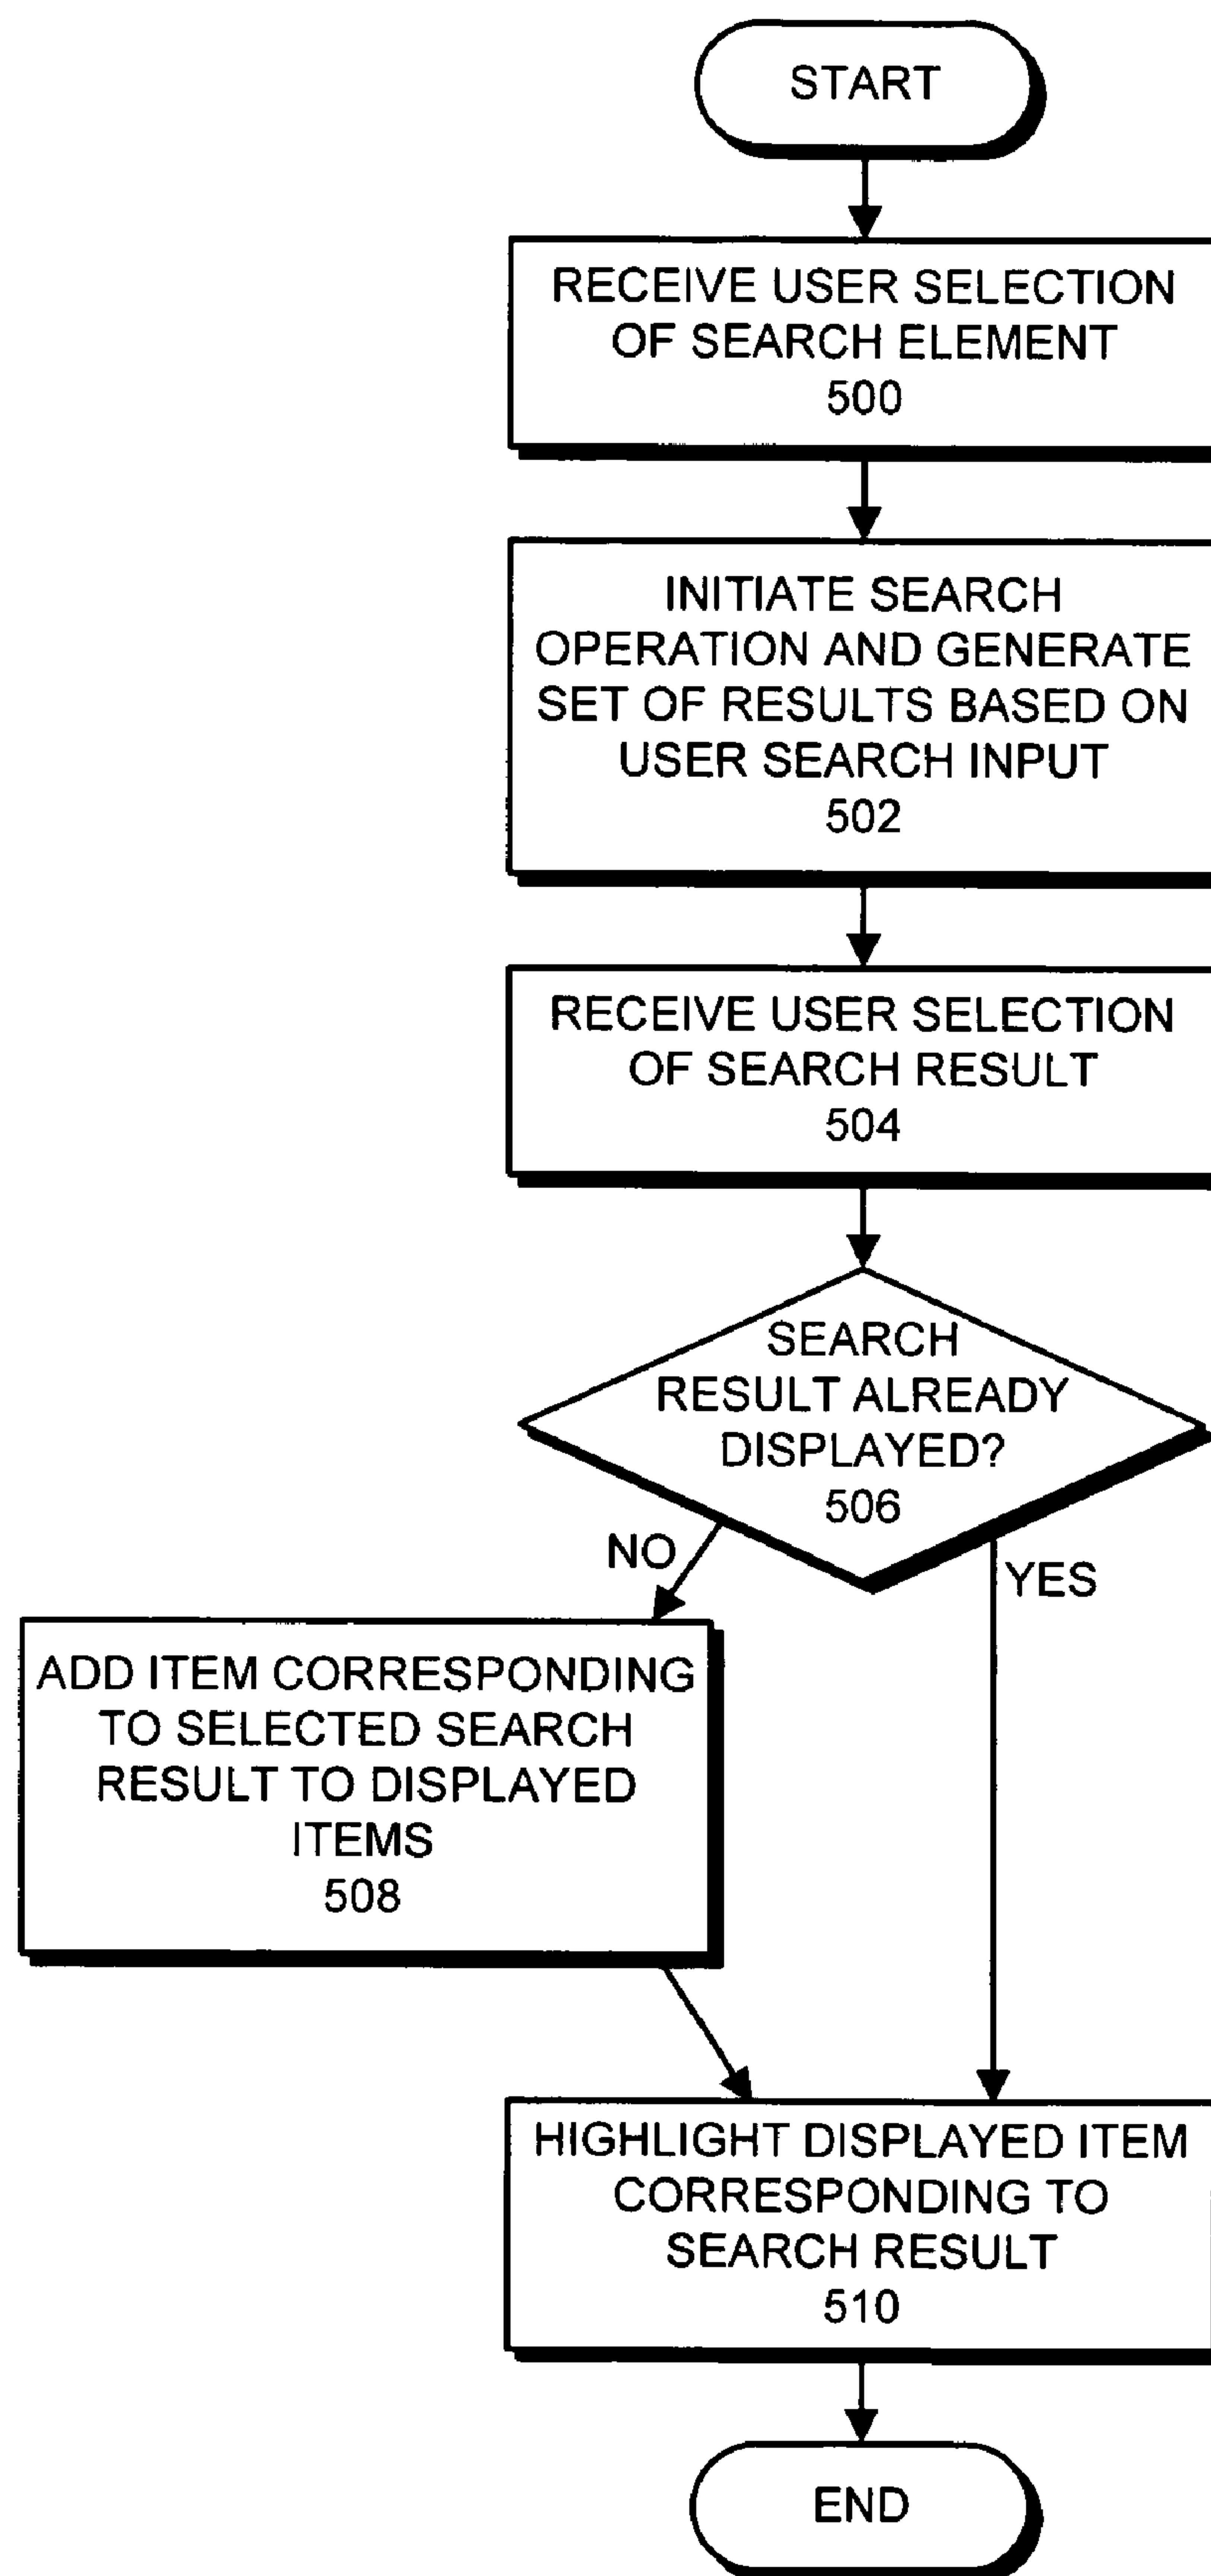 START
RECEIVE USER SELECTION
OF SEARCH ELEMENT
500
INITIATE SEARCH
OPERATION AND GENERATE
SET OF RESULTS BASED ON
USER SEARCH INPUT
502
RECEIVE USER SELECTION
OF SEARCH RESULT
504
SEARCH
RESULT ALREADY
DISPLAYED?
506
NO
YES
ADD ITEM CORRESPONDING
TO SELECTED SEARCH
RESULT TO DISPLAYED
ITEMS
508
HIGHLIGHT DISPLAYED ITEM
CORRESPONDING TO
SEARCH RESULT
510
END